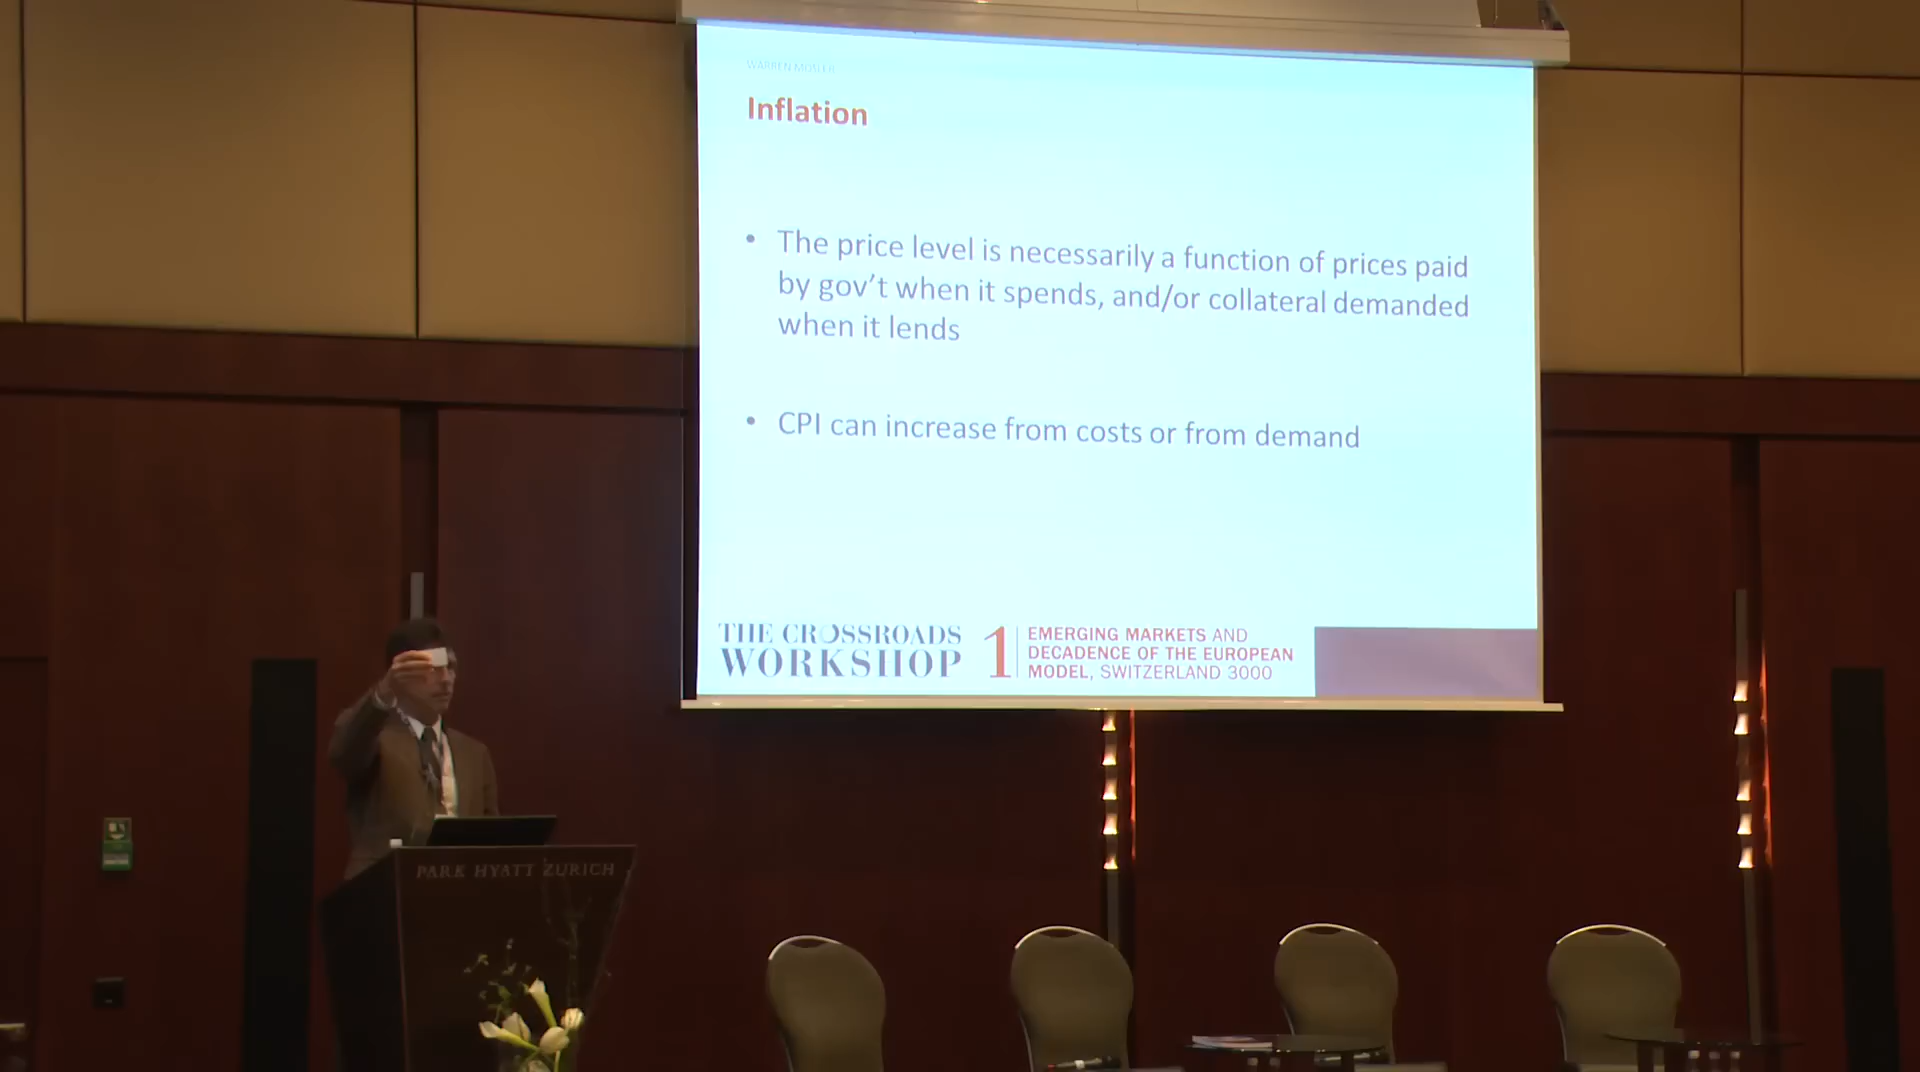 WARREN MOSLER
Inflation
• The price level is necessarily a function of prices paid
by gov’t when it spends, and/or collateral demanded
when it lends
• CPI can increase from costs or from demand
THE CROSSROADS
WORKSHOP
1
EMERGING MARKETS AND
DECADENCE OF THE EUROPEAN
MODEL, SWITZERLAND 3000
PARK HYATT ZURICH